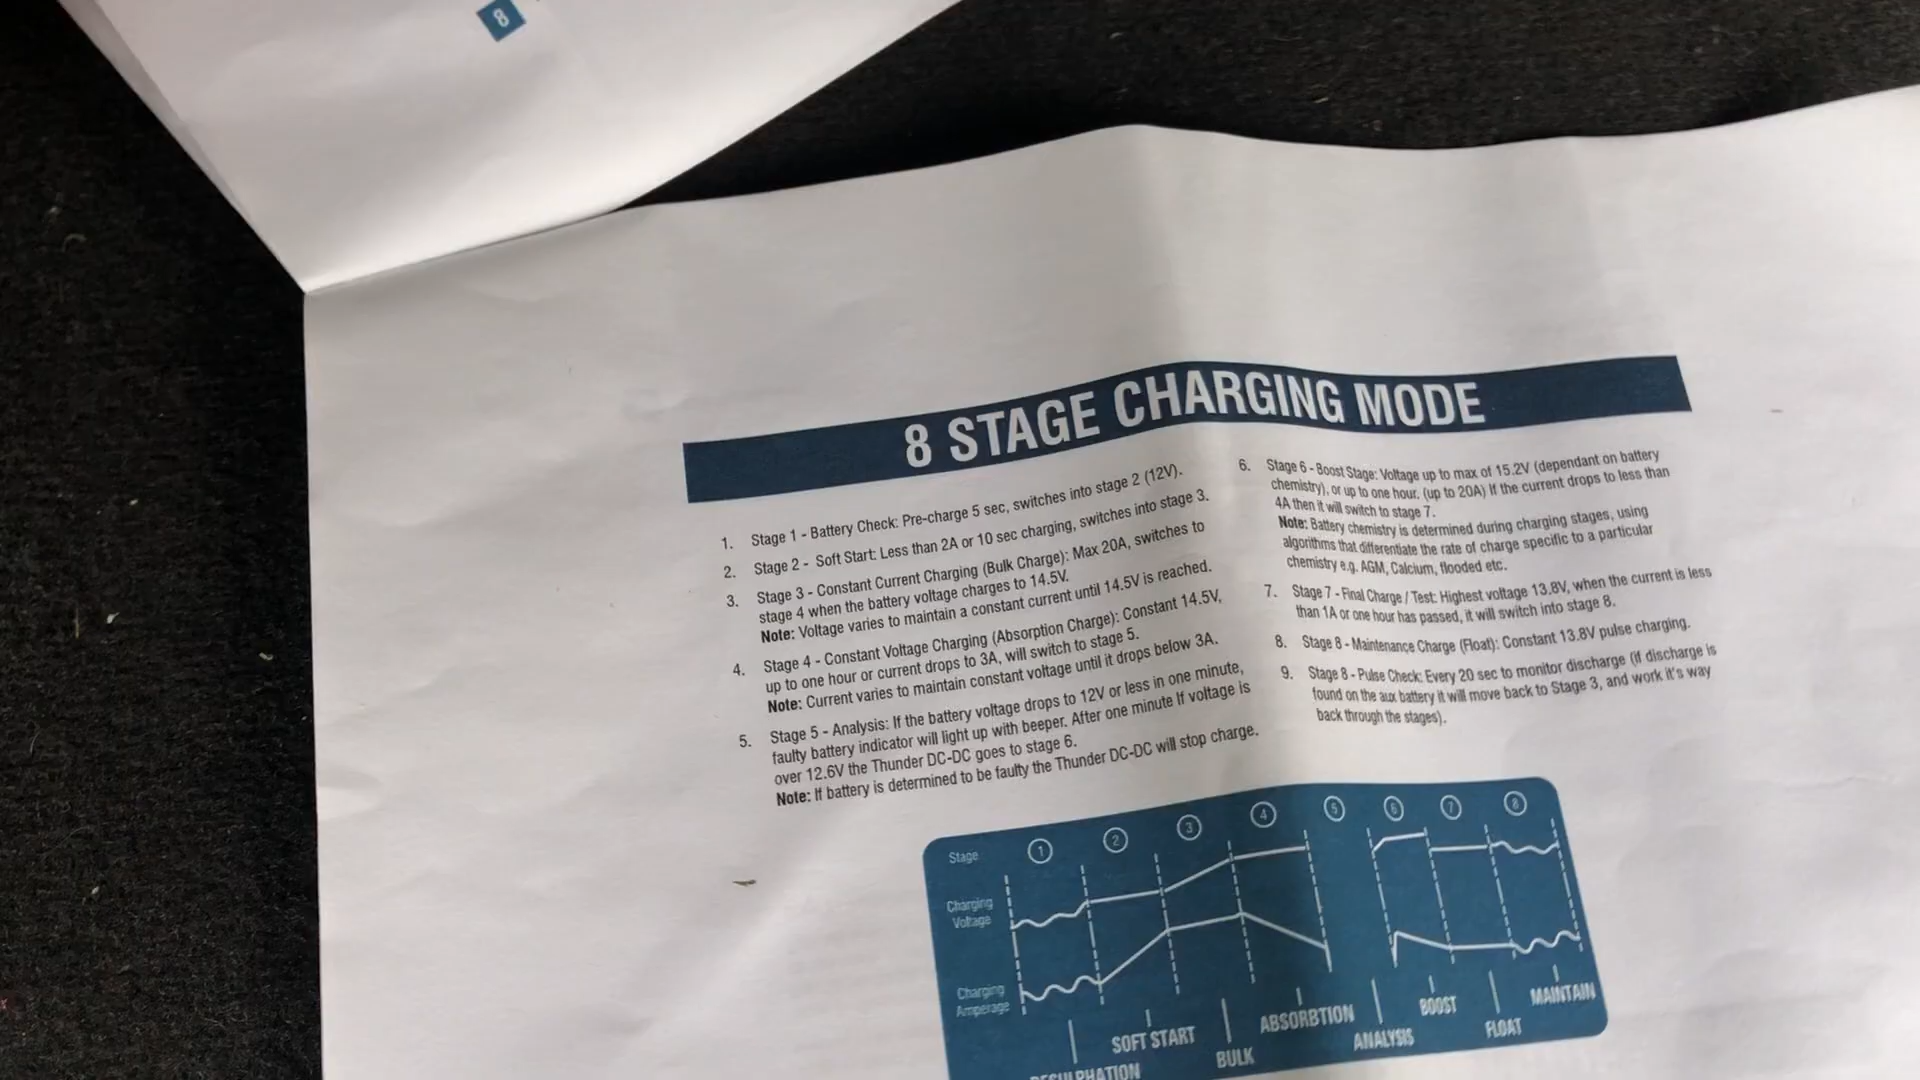 8
8 STAGE CHARGING MODE
1. Stage 1 - Battery Check: Pre-charge 5 sec, switches into stage 2 (12V).
2. Stage 2 - Soft Start: Less than 2A or 10 sec charging, switches into stage 3.
3. Stage 3 - Constant Current Charging (Bulk Charge): Max 20A, switches to
stage 4 when the battery voltage charges to 14.5V.
Note: Voltage varies to maintain a constant current until 14.5V is reached.
4. Stage 4 - Constant Voltage Charging (Absorption Charge): Constant 14.5V,
up to one hour or current drops to 3A, will switch to stage 5.
Note: Current varies to maintain constant voltage until it drops below 3A.
5. Stage 5 - Analysis: If the battery voltage drops to 12V or less in one minute,
faulty battery indicator will light up with beeper. After one minute If voltage is
over 12.6V the Thunder DC-DC goes to stage 6.
Note: If battery is determined to be faulty the Thunder DC-DC will stop charge.
6. Stage 6 - Boost Stage: Voltage up to max of 15.2V (dependant on battery
chemistry), or up to one hour. (up to 20A) If the current drops to less than
4A then it will switch to stage 7.
Note: Battery chemistry is determined during charging stages, using
algorithms that differentiate the rate of charge specific to a particular
chemistry e.g. AGM, Calcium, flooded etc.
7. Stage 7 - Final Charge / Test: Highest voltage 13.8V, when the current is less
than 1A or one hour has passed, it will switch into stage 8.
8. Stage 8 - Maintenance Charge (Float): Constant 13.8V pulse charging.
9. Stage 8 - Pulse Check: Every 20 sec to monitor discharge (if discharge is
found on the aux battery it will move back to Stage 3, and work it's way
back through the stages).
Stage 1 2 3 4 5 6 7 8
Charging
Voltage
Charging
Amperage
DESULPHATION
SOFT START
BULK
ABSORBTION
ANALYSIS
BOOST
FLOAT
MAINTAIN